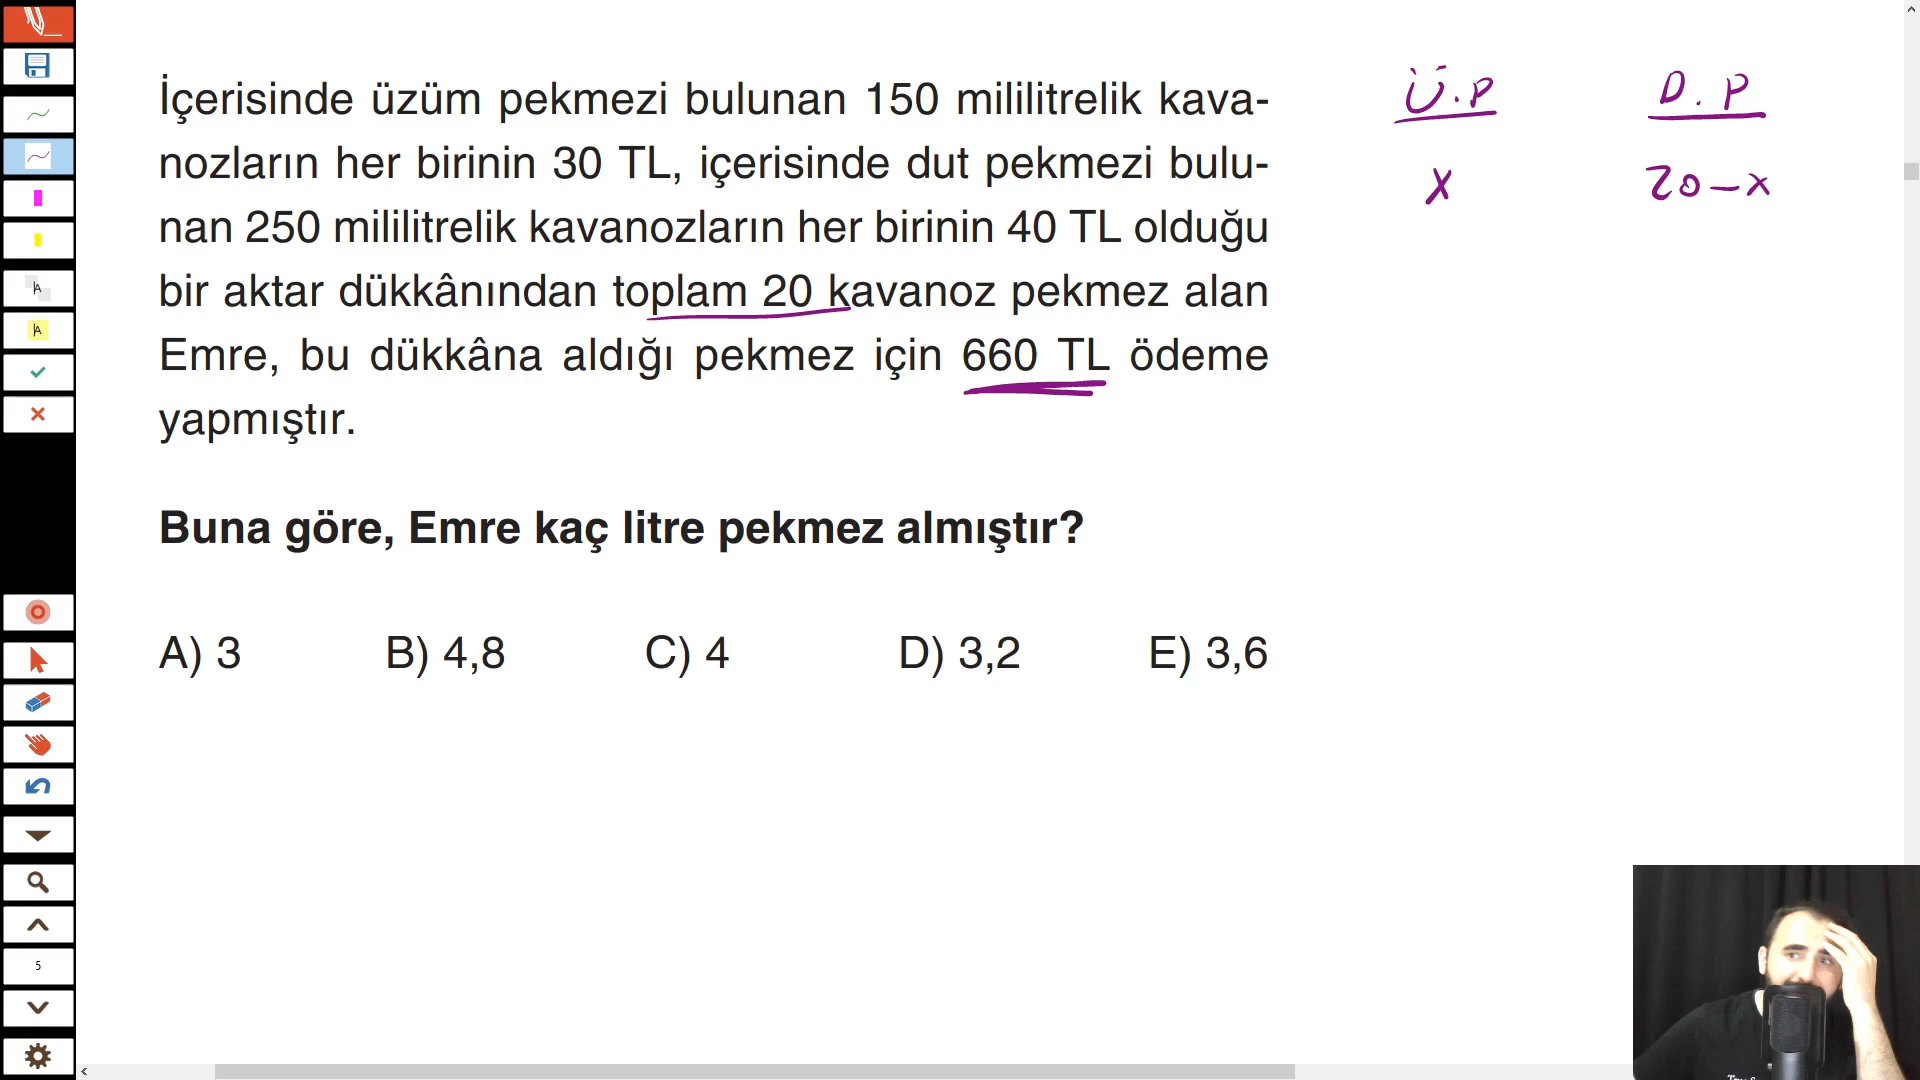 İçerisinde üzüm pekmezi bulunan 150 mililitrelik kava-
nozların her birinin 30 TL, içerisinde dut pekmezi bulu-
nan 250 mililitrelik kavanozların her birinin 40 TL olduğu
bir aktar dükkânından toplam 20 kavanoz pekmez alan
Emre, bu dükkâna aldığı pekmez için 660 TL ödeme
yapmıştır.
Buna göre, Emre kaç litre pekmez almıştır?
A) 3 B) 4,8 C) 4 D) 3,2 E) 3,6
Ü.P D.P
x 20-x
A
A
5